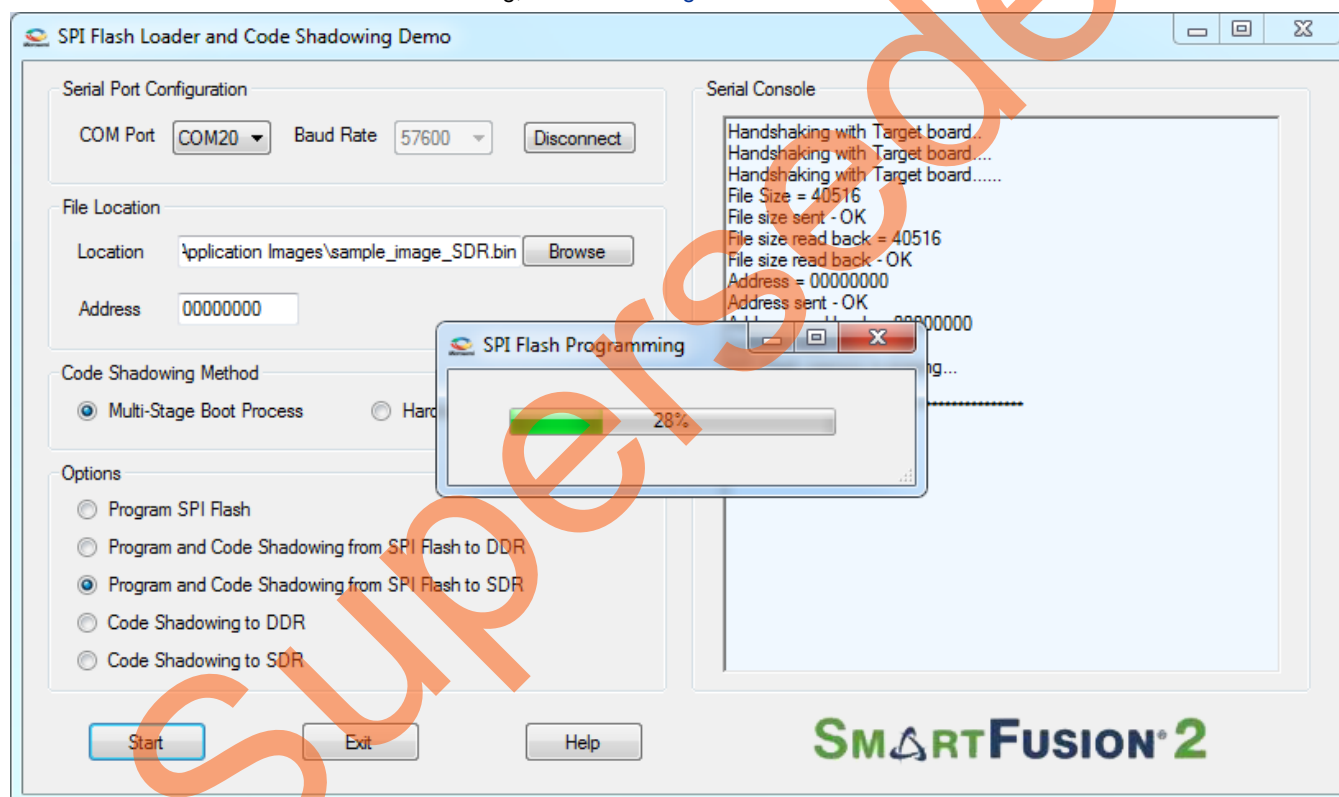 SPI Flash Loader and Code Shadowing Demo
Serial Port Configuration
COM Port COM20 Baud Rate 57600 Disconnect
File Location
Location Application Images\sample_image_SDR.bin Browse
Address 00000000
Code Shadowing Method
Multi-Stage Boot Process Hard
Options
Program SPI Flash
Program and Code Shadowing from SPI Flash to DDR
Program and Code Shadowing from SPI Flash to SDR
Code Shadowing to DDR
Code Shadowing to SDR
Start Exit Help
Serial Console
Handshaking with Target board..
Handshaking with Target board....
Handshaking with Target board......
File Size = 40516
File size sent - OK
File size read back = 40516
File size read back - OK
Address = 00000000
Address sent - OK
00000000
ng...
SPI Flash Programming
28%
SMARTFUSION® 2
Supersede